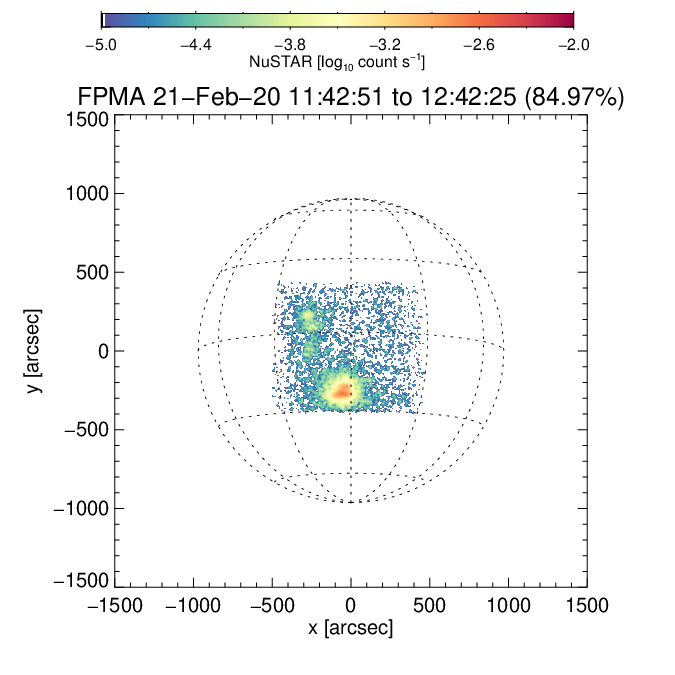 −5.0 −4.4 −3.8 −3.2 −2.6 −2.0
NuSTAR [log₁₀ count s⁻¹]
FPMA 21−Feb−20 11:42:51 to 12:42:25 (84.97%)
1500
1000
500
0
−500
−1000
−1500
y [arcsec]
−1500 −1000 −500 0 500 1000 1500
x [arcsec]